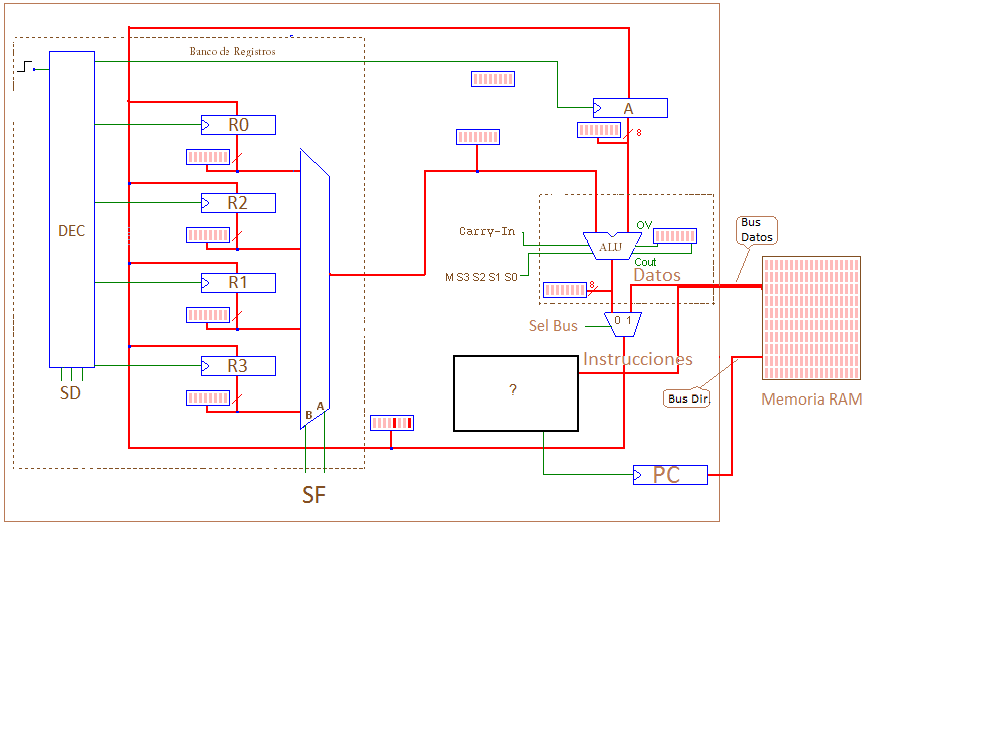 Banco de Registros
A
8
R0
R2
DEC
R1
R3
SD
B A
SF
Carry-In
M S3 S2 S1 S0
OV
ALU
Cout
8
Datos
Bus
Datos
Sel Bus
0 1
Instrucciones
?
Bus Dir.
Memoria RAM
PC